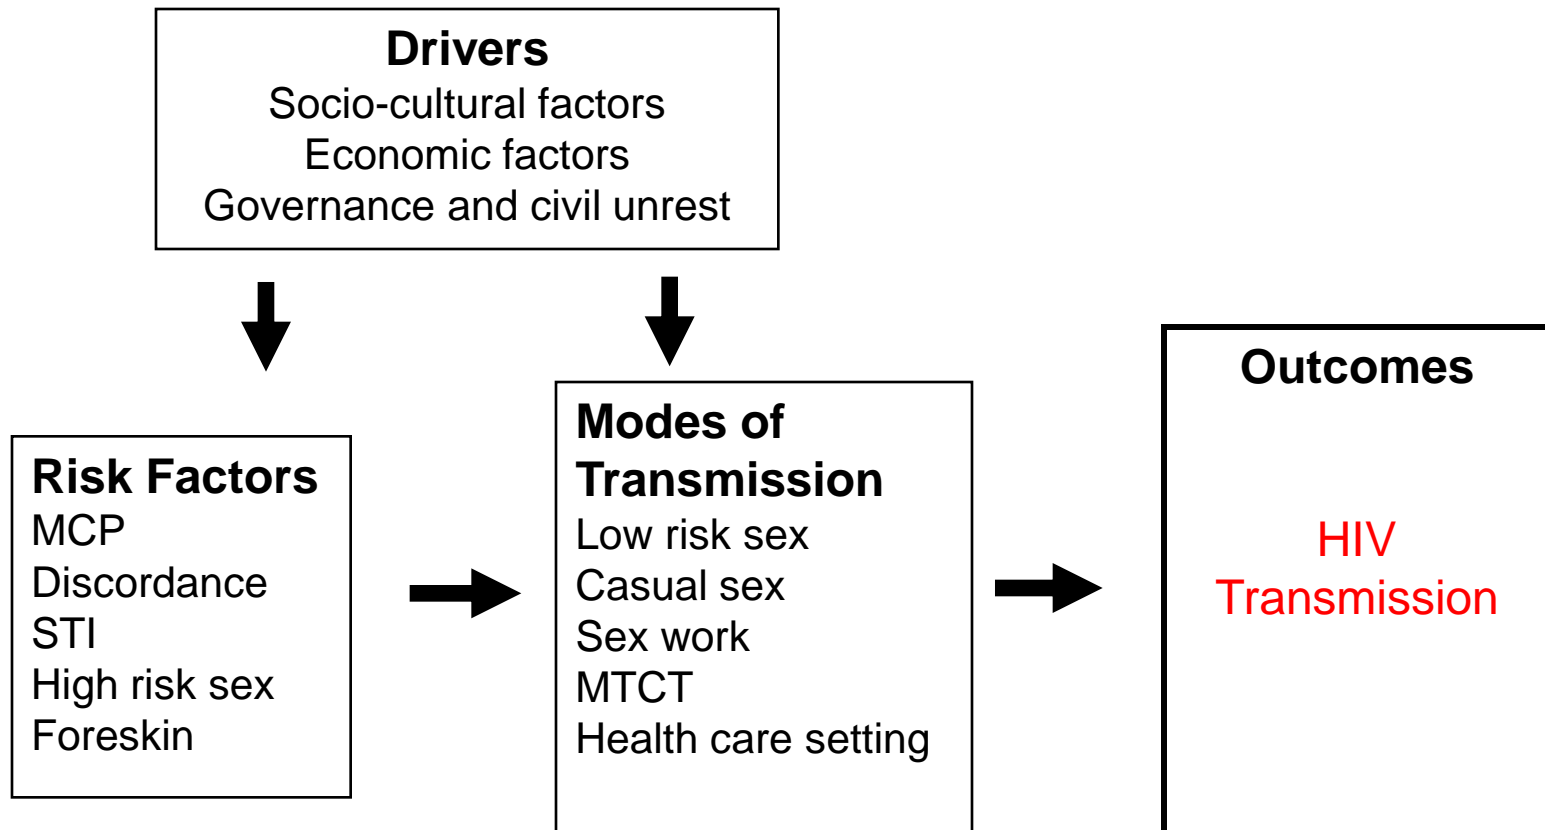 Drivers
Socio-cultural factors
Economic factors
Governance and civil unrest
Risk Factors
MCP
Discordance
STI
High risk sex
Foreskin
Modes of
Transmission
Low risk sex
Casual sex
Sex work
MTCT
Health care setting
Outcomes
HIV
Transmission